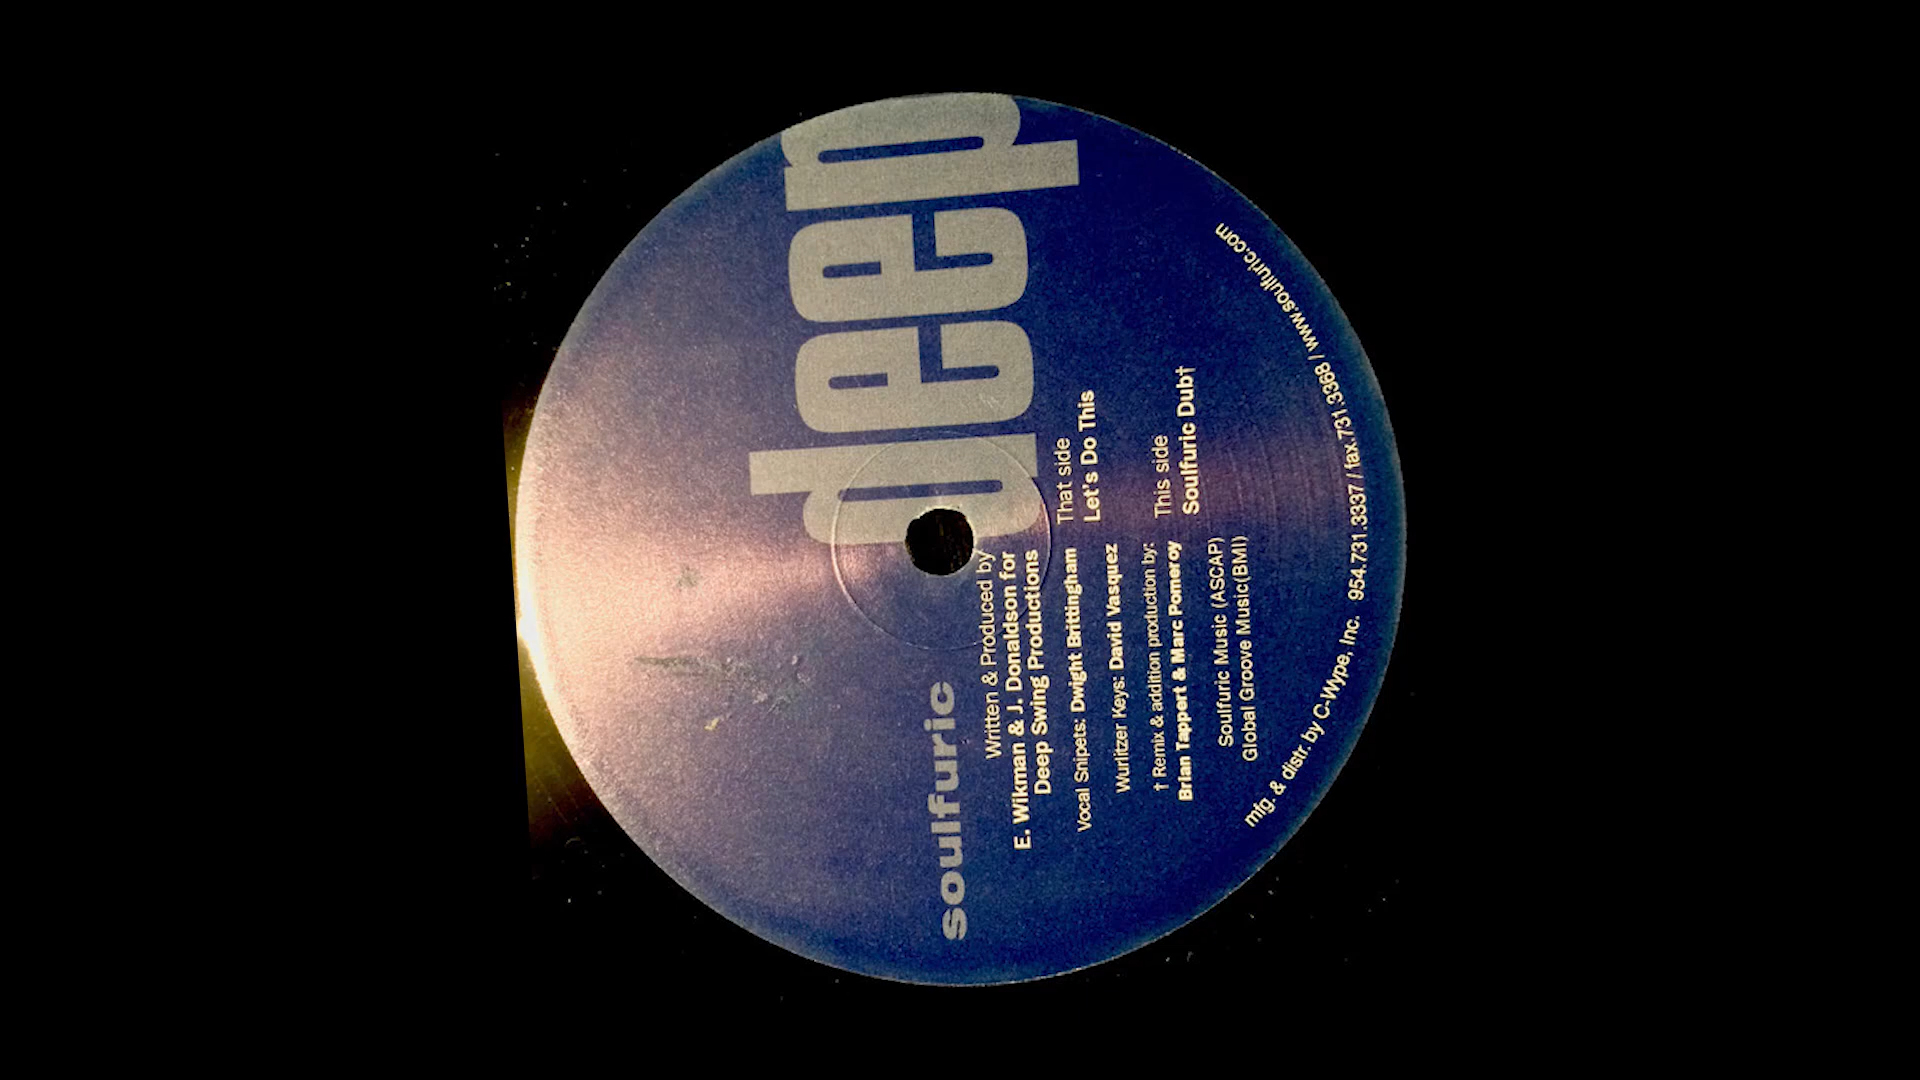 deep
soulfuric
Written & Produced by
E. Wikman & J. Donaldson for
Deep Swing Productions
Vocal Snipets: Dwight Brittingham
Wurlitzer Keys: David Vasquez
† Remix & addition production by:
Brian Tappert & Marc Pomeroy
Soulfuric Music (ASCAP)
Global Groove Music(BMI)
That side
Let's Do This
This side
Soulfuric Dub†
mfg. & distr. by C-Wype, Inc. 954.731.3337 / fax.731.3368 / www.soulfuric.com